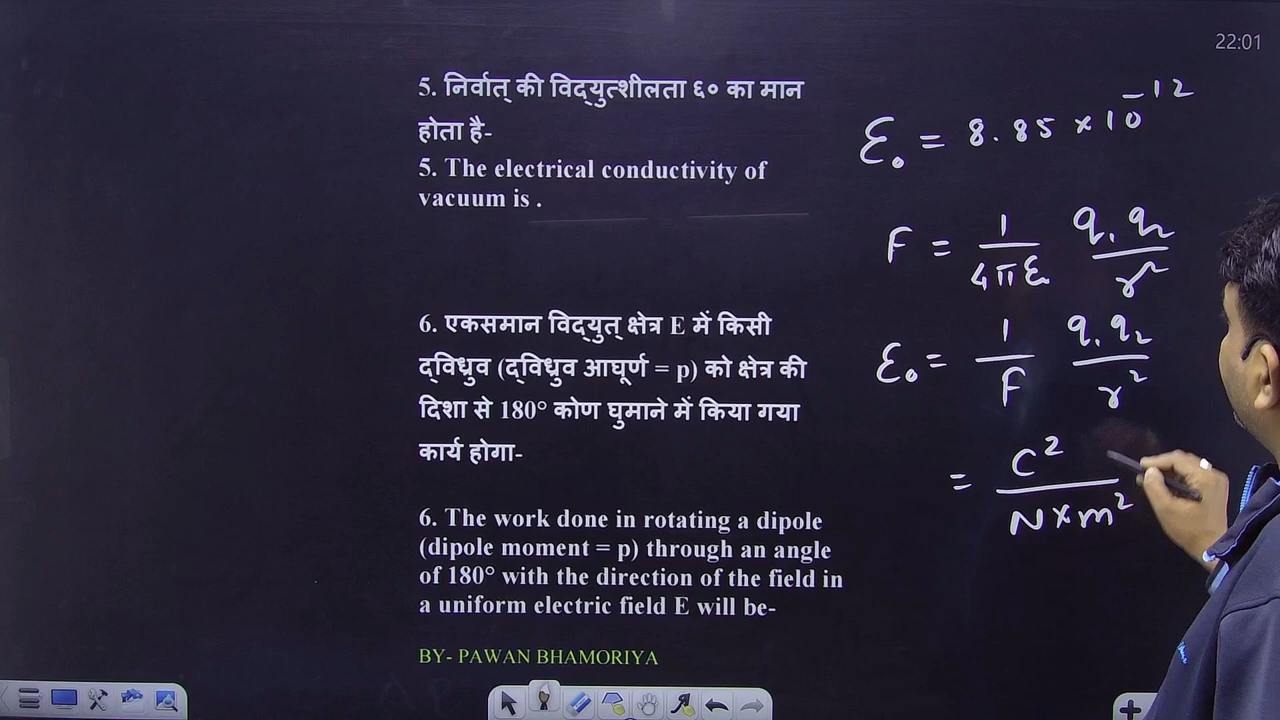 22:01
5. निर्वात् की विद्युत्शीलता ६० का मान
होता है-
5. The electrical conductivity of
vacuum is .
6. एकसमान विद्युत् क्षेत्र E में किसी
द्विध्रुव (द्विध्रुव आघूर्ण = p) को क्षेत्र की
दिशा से 180° कोण घुमाने में किया गया
कार्य होगा-
6. The work done in rotating a dipole
(dipole moment = p) through an angle
of 180° with the direction of the field in
a uniform electric field E will be-
BY- PAWAN BHAMORIYA
ε₀ = 8.85 × 10⁻¹²
F = 1/4πε q₁q₂/r²
ε₀ = 1/F q₁q₂/r²
= C²/N×m²